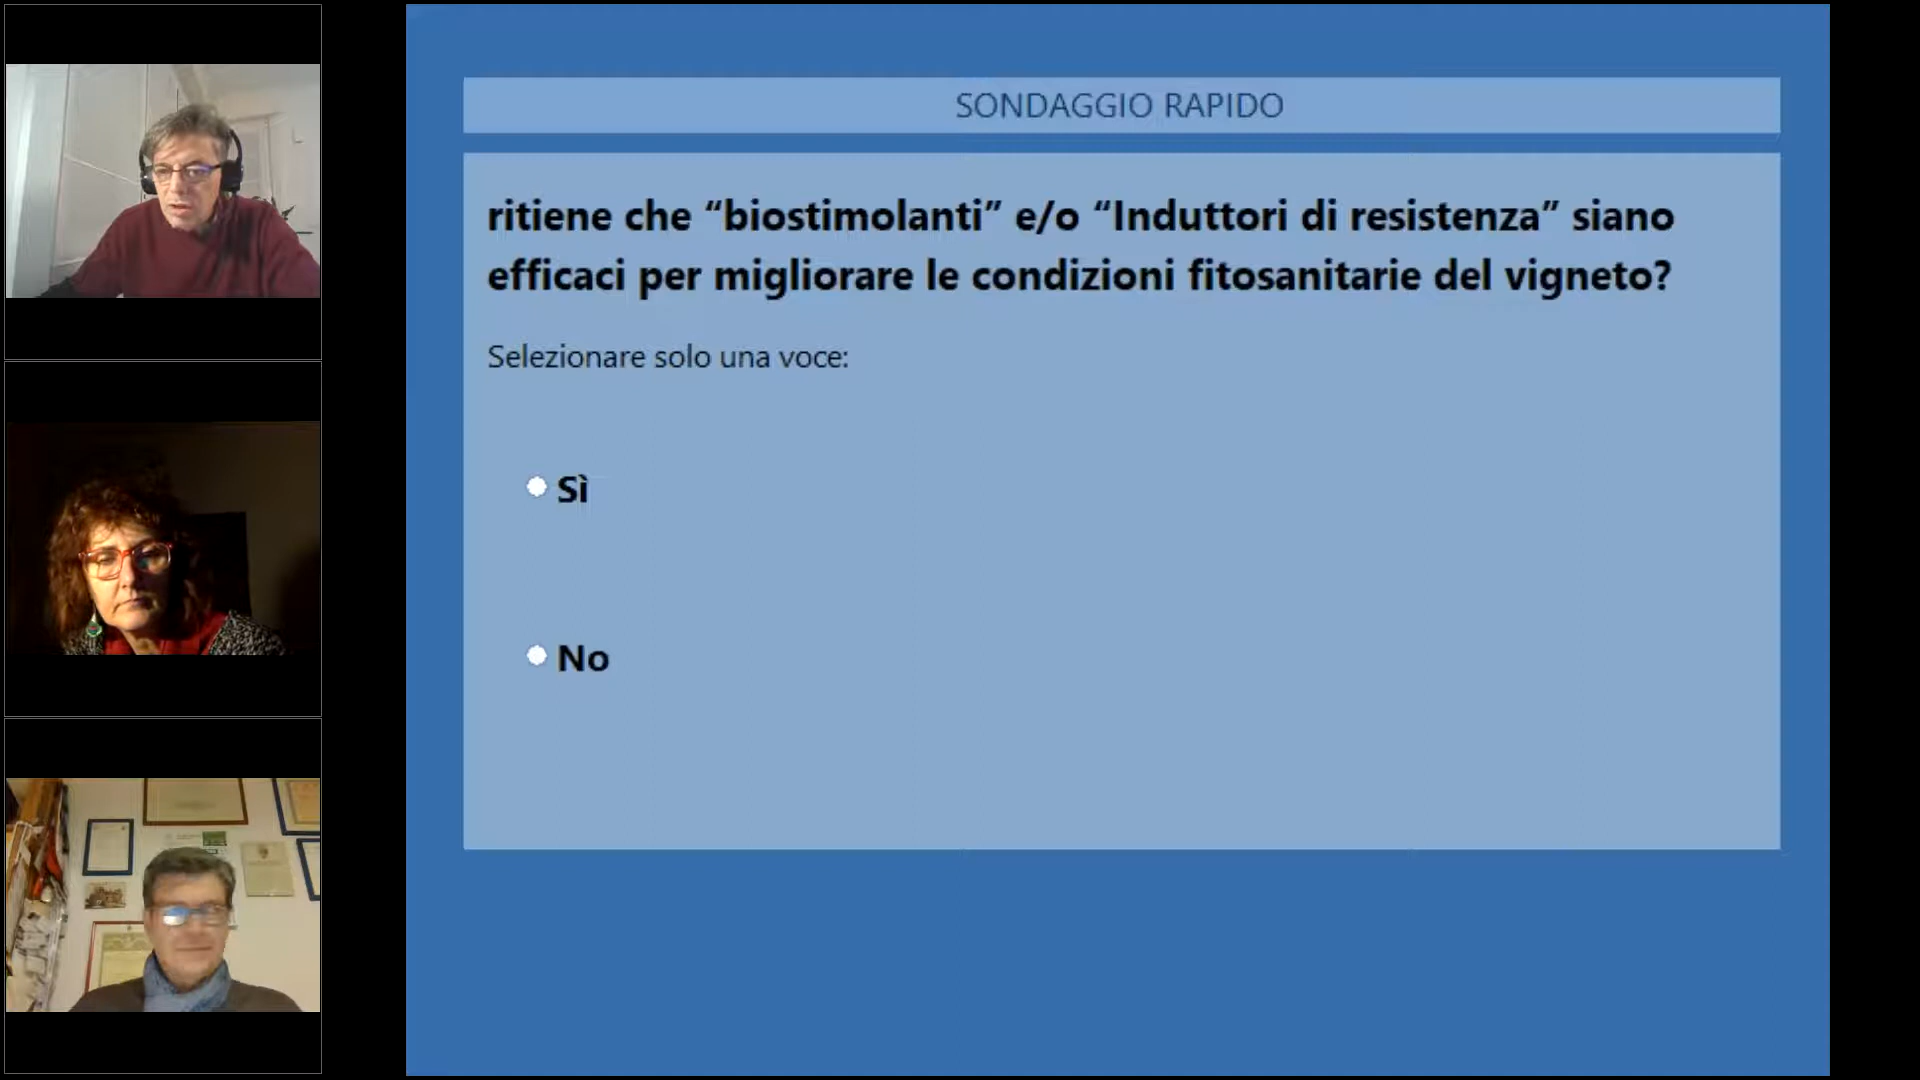 SONDAGGIO RAPIDO
ritiene che “biostimolanti” e/o “Induttori di resistenza” siano
efficaci per migliorare le condizioni fitosanitarie del vigneto?
Selezionare solo una voce:
Sì
No